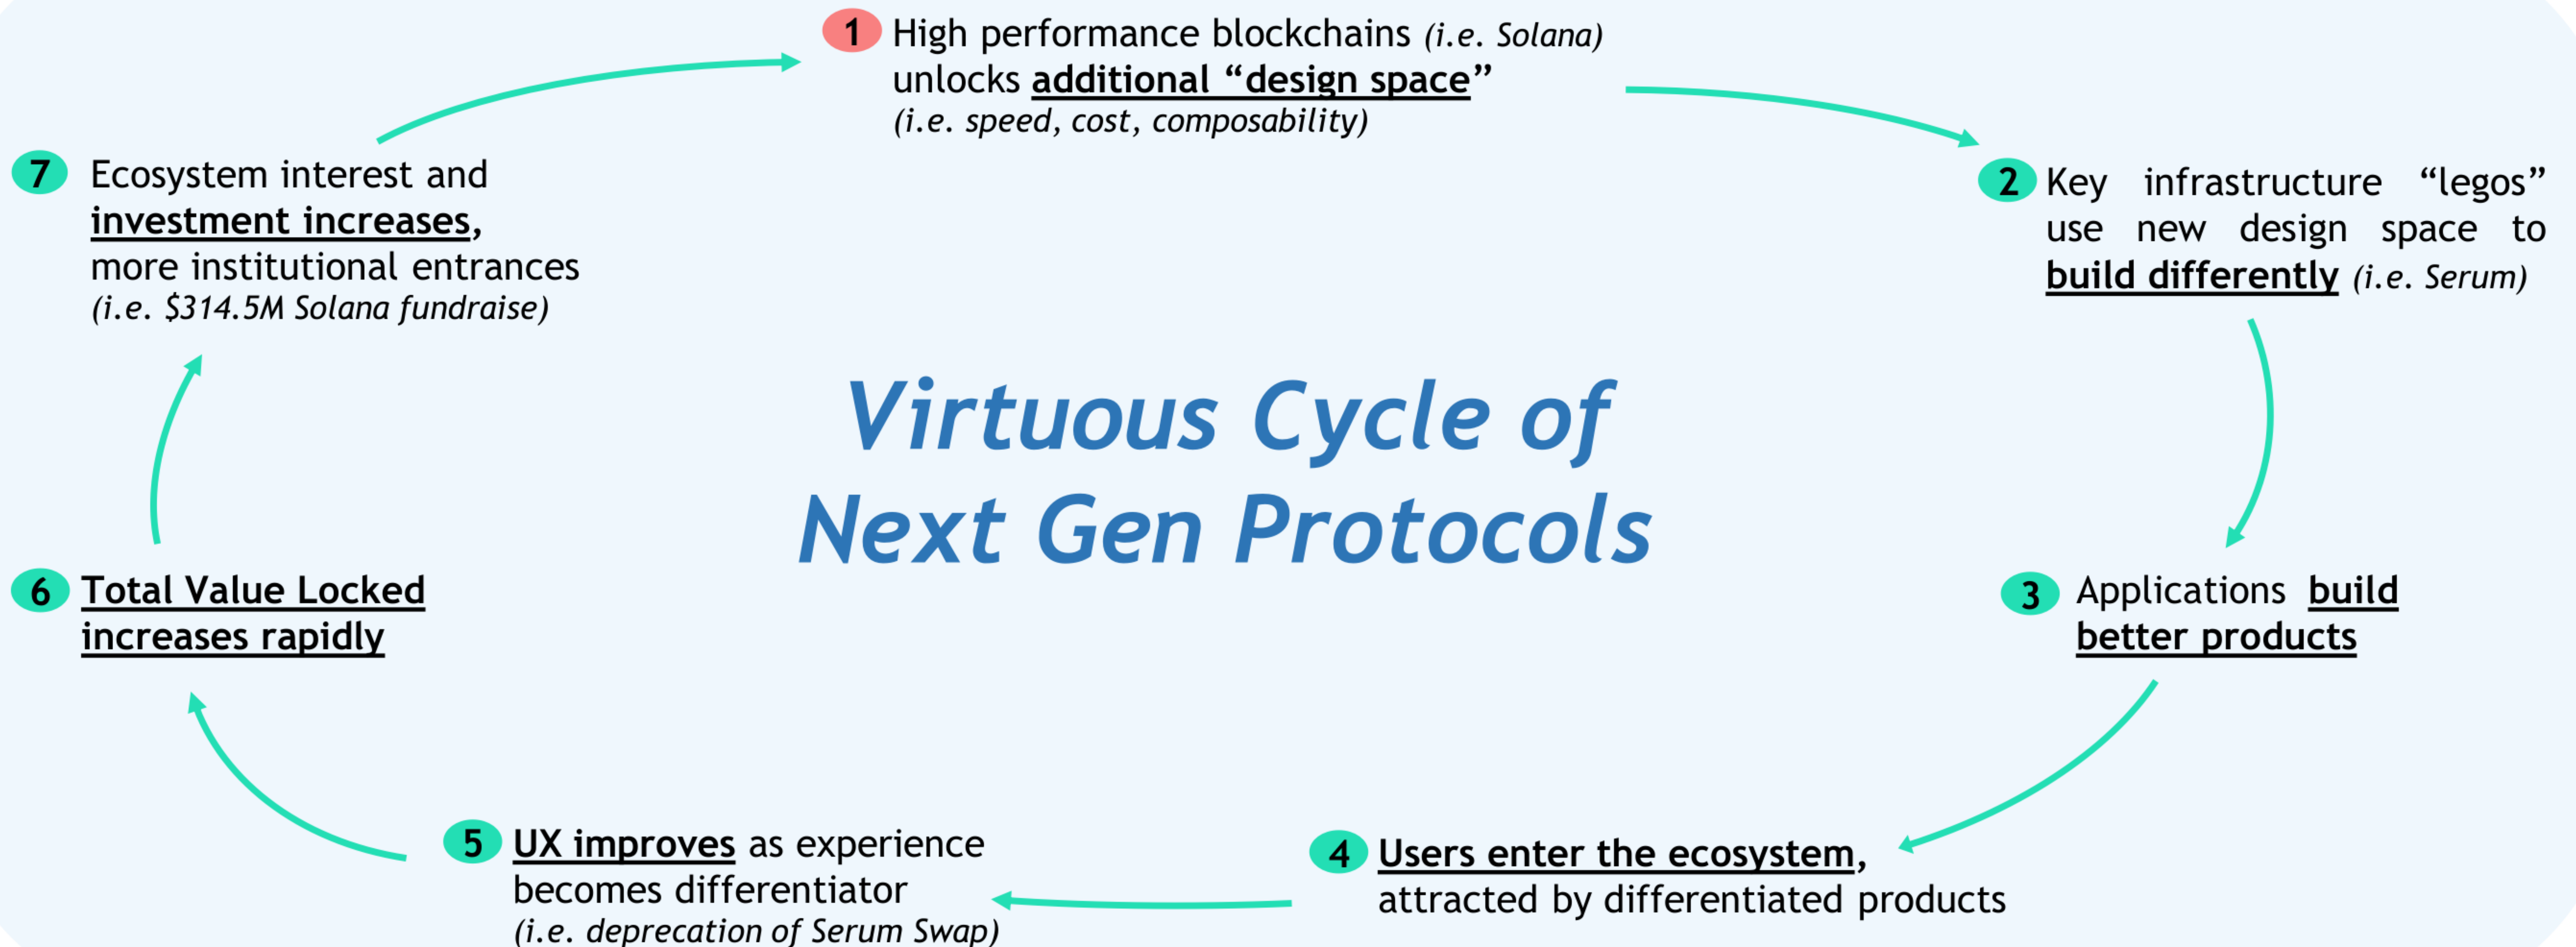 1 High performance blockchains (i.e. Solana)
unlocks additional “design space”
(i.e. speed, cost, composability)
2 Key infrastructure “legos”
use new design space to
build differently (i.e. Serum)
3 Applications build
better products
4 Users enter the ecosystem,
attracted by differentiated products
5 UX improves as experience
becomes differentiator
(i.e. deprecation of Serum Swap)
6 Total Value Locked
increases rapidly
7 Ecosystem interest and
investment increases,
more institutional entrances
(i.e. $314.5M Solana fundraise)
Virtuous Cycle of
Next Gen Protocols